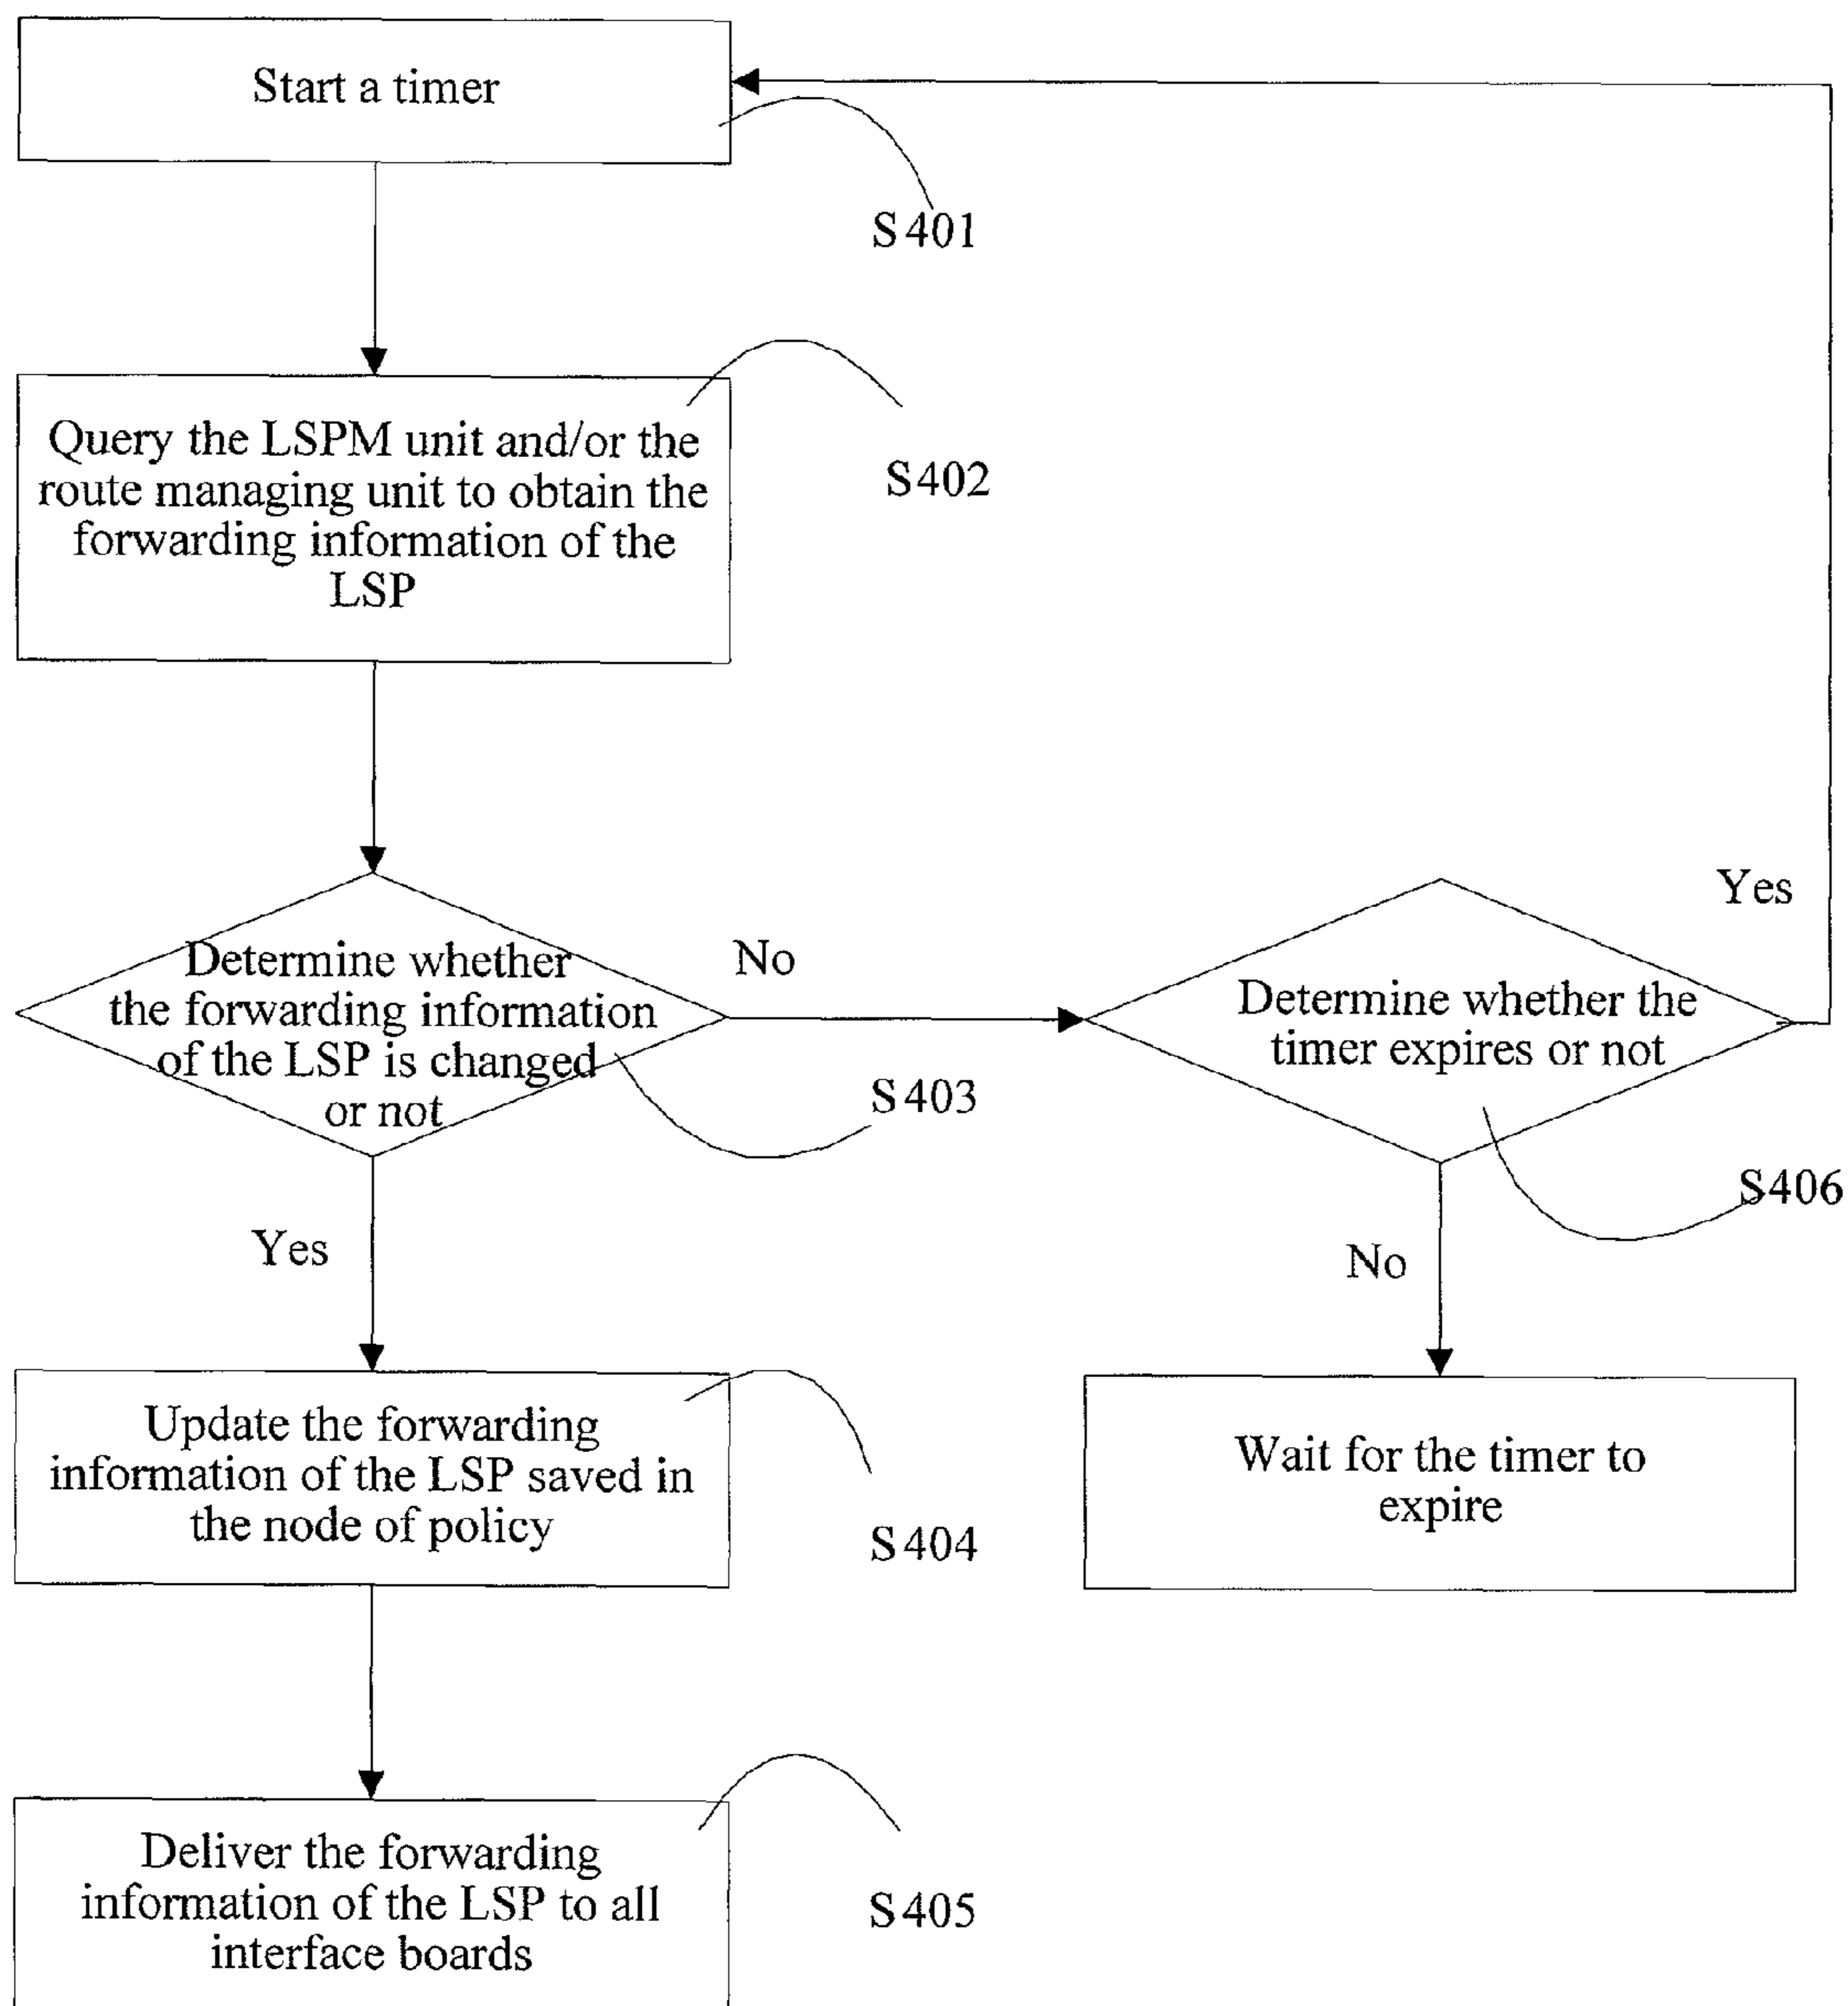 Start a timer
S401
Query the LSPM unit and/or the
route managing unit to obtain the
forwarding information of the
LSP
S402
Determine whether
the forwarding information
of the LSP is changed
or not
S403
No
Yes
Determine whether the
timer expires or not
S406
Yes
No
Update the forwarding
information of the LSP saved in
the node of policy
S404
Wait for the timer to
expire
Deliver the forwarding
information of the LSP to all
interface boards
S405